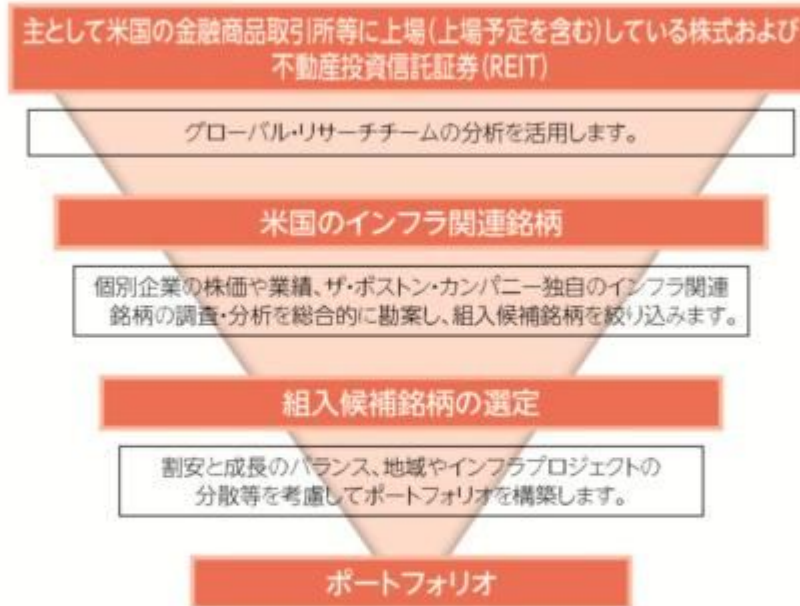 主として米国の金融商品取引所等に上場(上場予定を含む)している株式および
不動産投資信託証券(REIT)
グローバル・リサーチチームの分析を活用します。
米国のインフラ関連銘柄
個別企業の株価や業績、ザ・ボストン・カンパニー独自のインフラ関連
銘柄の調査・分析を総合的に勘案し、組入候補銘柄を絞り込みます。
組入候補銘柄の選定
割安と成長のバランス、地域やインフラプロジェクトの
分散等を考慮してポートフォリオを構築します。
ポートフォリオ